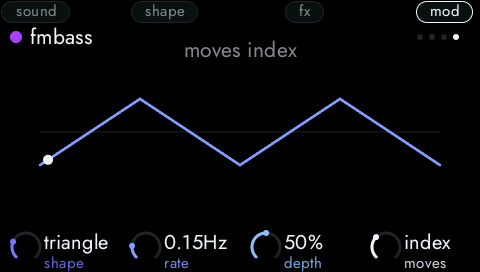 sound shape fx mod
fmbass
moves index
triangle 0.15Hz 50% index
shape rate depth moves